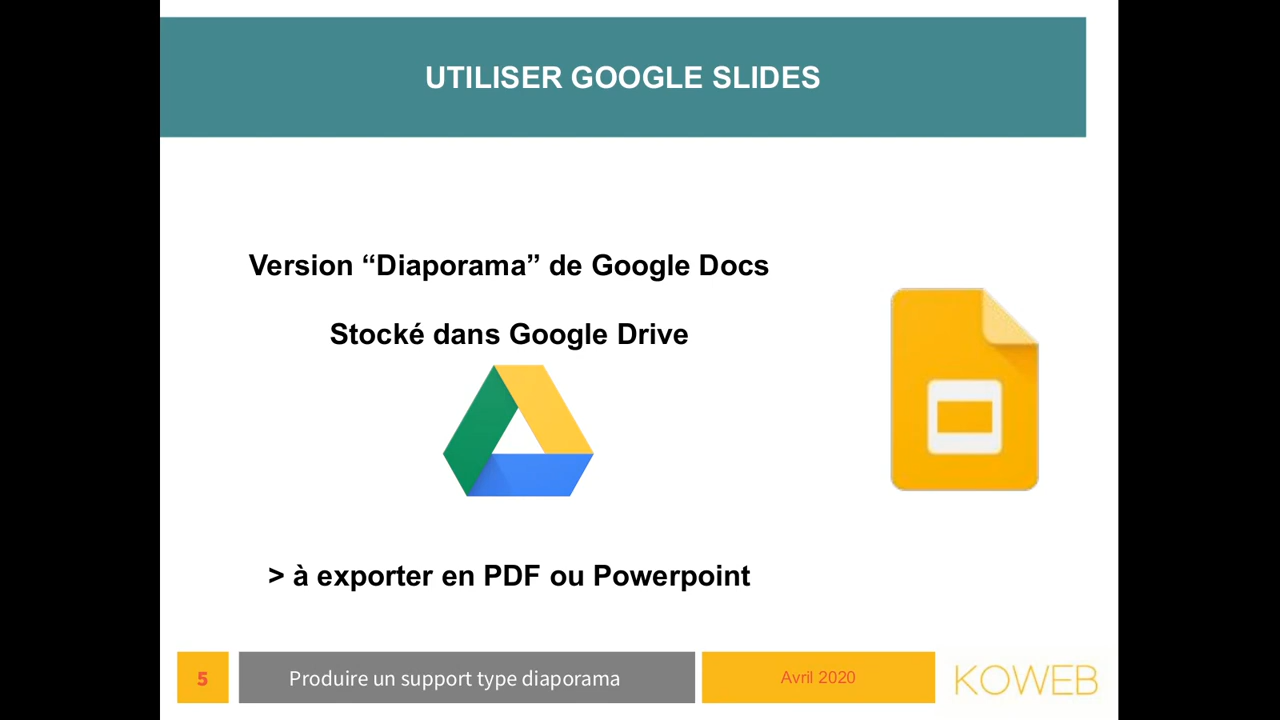 UTILISER GOOGLE SLIDES
Version “Diaporama” de Google Docs
Stocké dans Google Drive
> à exporter en PDF ou Powerpoint
5
Produire un support type diaporama
Avril 2020
KOWEB